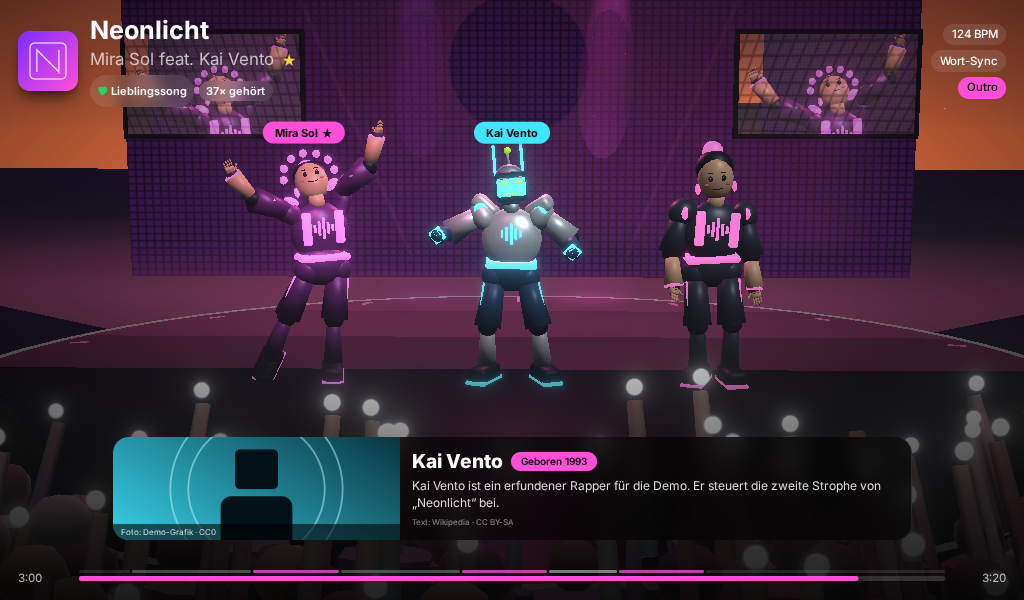 Neonlicht
Mira Sol feat. Kai Vento ⭐
Lieblingssong
37× gehört
124 BPM
Wort-Sync
Outro
Mira Sol ★
Kai Vento
Kai Vento
Geboren 1993
Kai Vento ist ein erfundener Rapper für die Demo. Er steuert die zweite Strophe von
„Neonlicht“ bei.
Text: Wikipedia · CC BY-SA
Foto: Demo-Grafik · CC0
3:00
3:20